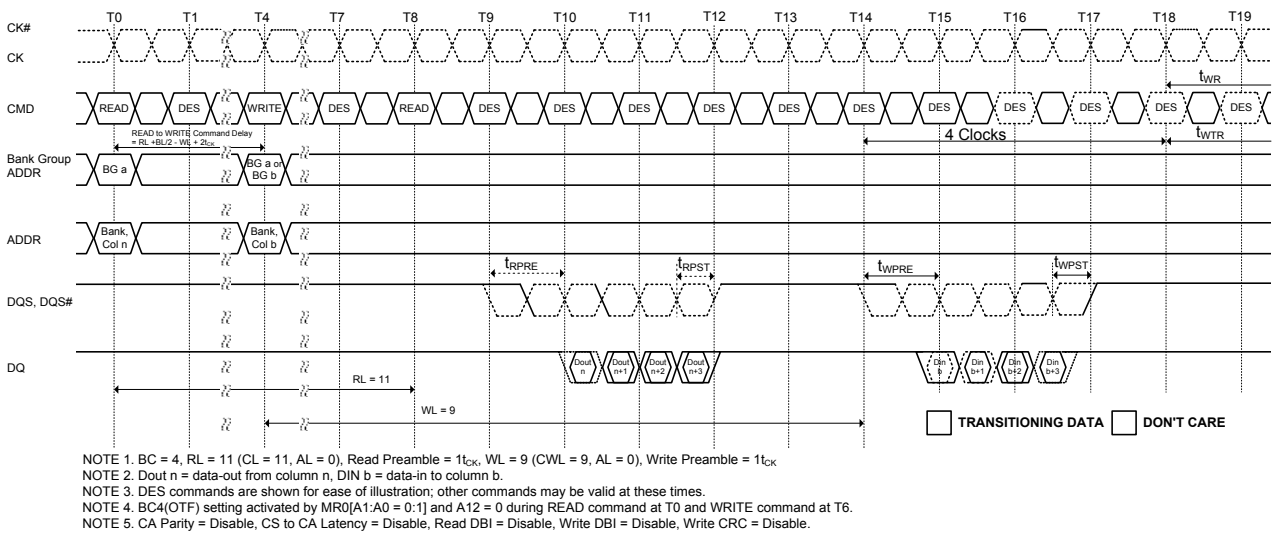 T0 T1 T4 T7 T8 T9 T10 T11 T12 T13 T14 T15 T16 T17 T18 T19
CK#
CK
tWR
CMD READ DES WRITE DES READ DES DES DES DES DES DES DES DES DES DES DES
READ to WRITE Command Delay
= RL +BL/2 - WL + 2tCK
4 Clocks
tWTR
Bank Group
ADDR
BG a
BG a or
BG b
ADDR
Bank,
Col n
Bank,
Col b
tRPRE tRPST tWPRE tWPST
DQS, DQS#
DQ
Dout
n
Dout
n+1
Dout
n+2
Dout
n+3
Din
b
Din
b+1
Din
b+2
Din
b+3
RL = 11
WL = 9
TRANSITIONING DATA DON'T CARE
NOTE 1. BC = 4, RL = 11 (CL = 11, AL = 0), Read Preamble = 1tCK, WL = 9 (CWL = 9, AL = 0), Write Preamble = 1tCK
NOTE 2. Dout n = data-out from column n, DIN b = data-in to column b.
NOTE 3. DES commands are shown for ease of illustration; other commands may be valid at these times.
NOTE 4. BC4(OTF) setting activated by MR0[A1:A0 = 0:1] and A12 = 0 during READ command at T0 and WRITE command at T6.
NOTE 5. CA Parity = Disable, CS to CA Latency = Disable, Read DBI = Disable, Write DBI = Disable, Write CRC = Disable.